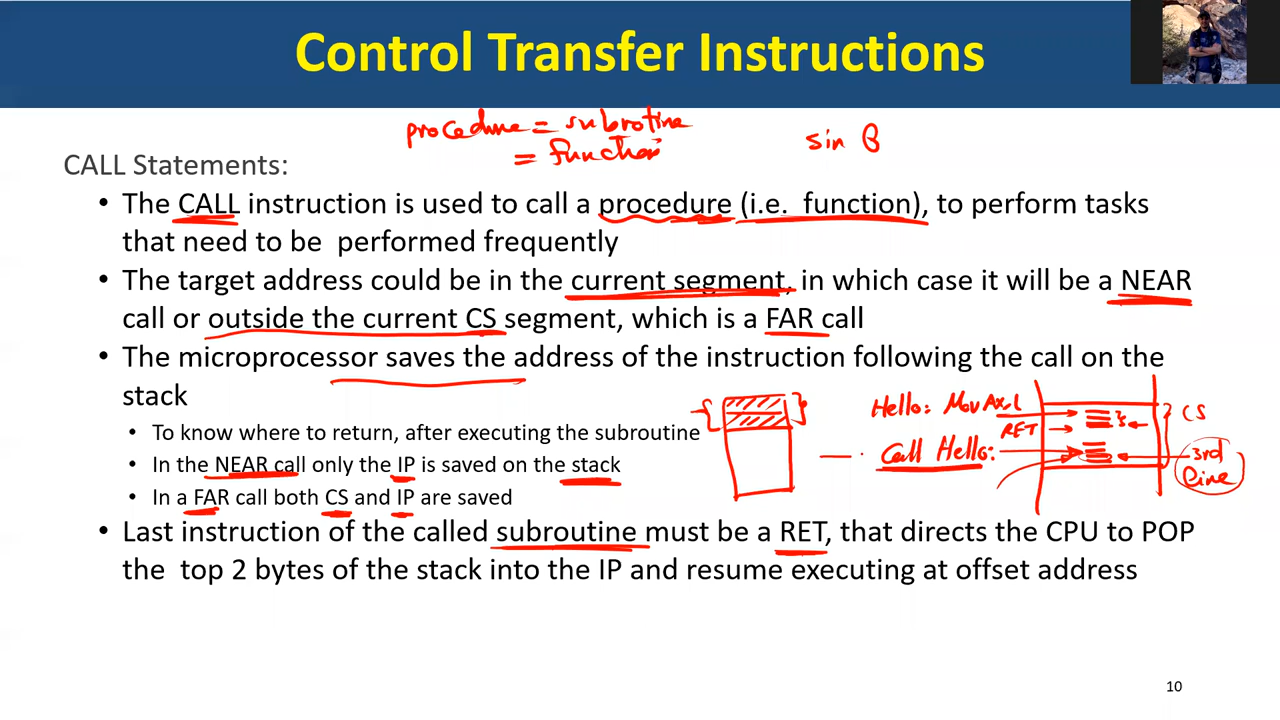 Control Transfer Instructions
procedure = subrotine
= function
sin θ
CALL Statements:
• The CALL instruction is used to call a procedure (i.e. function), to perform tasks
that need to be performed frequently
• The target address could be in the current segment, in which case it will be a NEAR
call or outside the current CS segment, which is a FAR call
• The microprocessor saves the address of the instruction following the call on the
stack
• To know where to return, after executing the subroutine
• In the NEAR call only the IP is saved on the stack
• In a FAR call both CS and IP are saved
Hello: Mov Ax, 1
RET
Call Hello:
CS
3rd
line
• Last instruction of the called subroutine must be a RET, that directs the CPU to POP
the top 2 bytes of the stack into the IP and resume executing at offset address
10